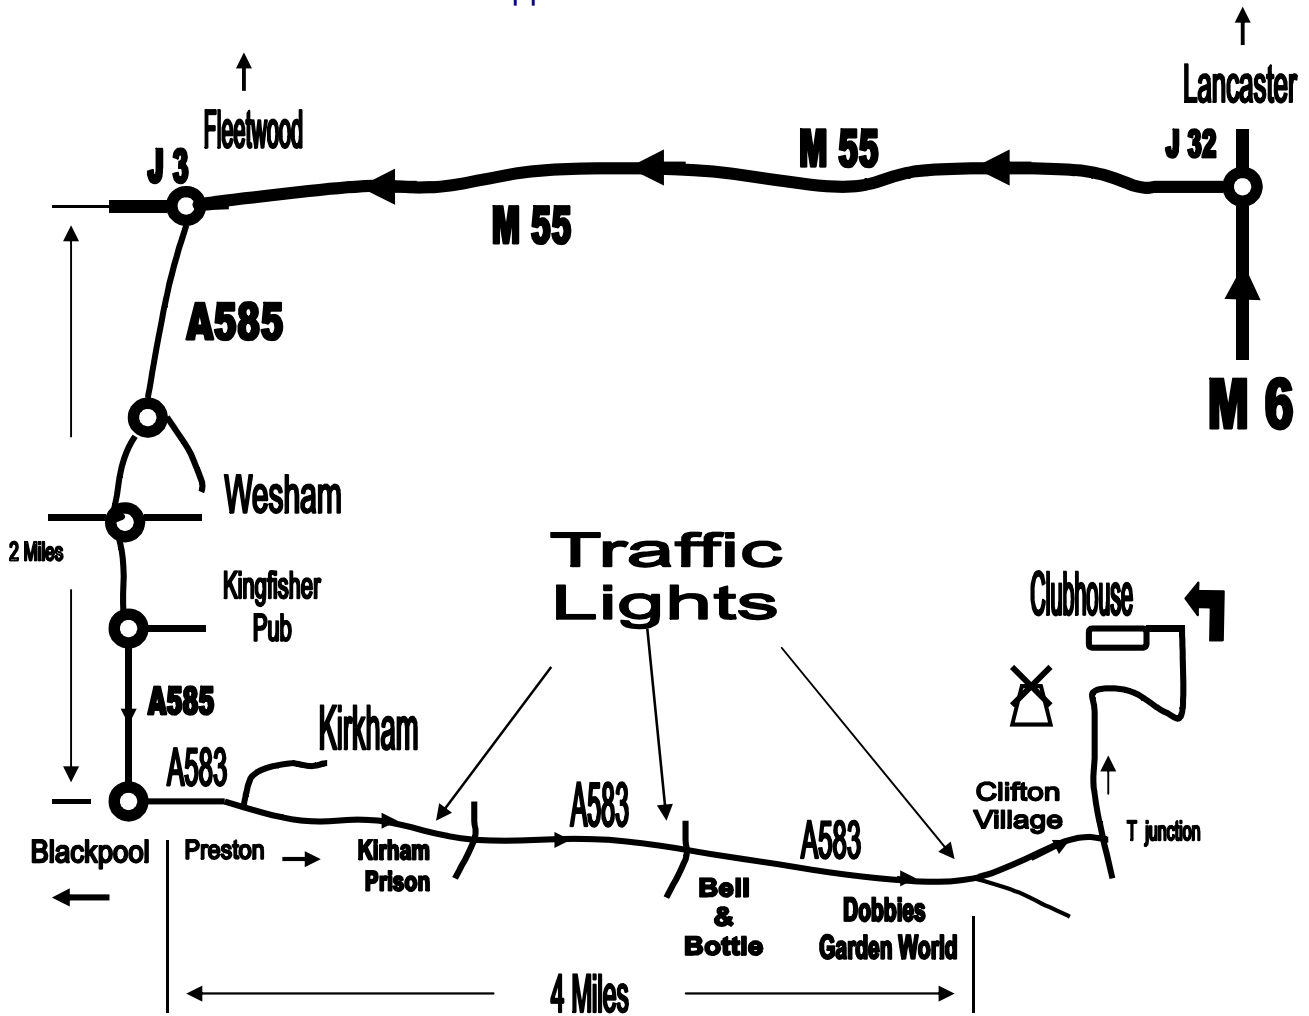 Lancaster
Fleetwood
J 3
M 55
J 32
M 55
A585
M 6
Wesham
2 Miles
Traffic
Lights
Kingfisher
Pub
Clubhouse
A585
Kirkham
A583
A583
Clifton
Village
A583
T junction
Blackpool
Preston
Kirham
Prison
Bell
&
Bottle
Dobbies
Garden World
4 Miles